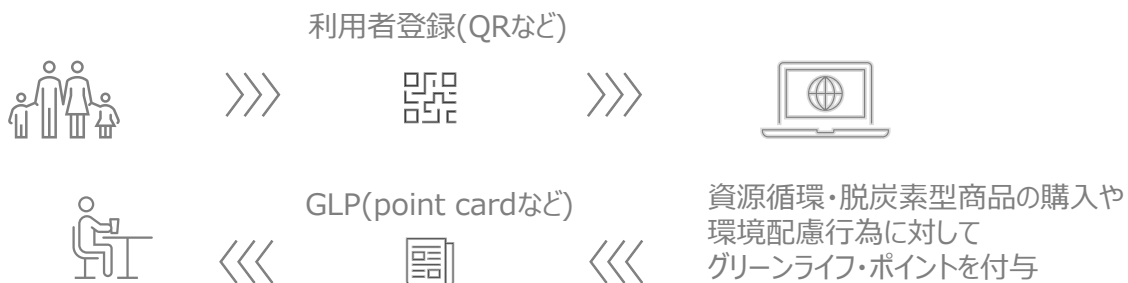 利用者登録(QRなど)
GLP(point cardなど)
資源循環・脱炭素型商品の購入や
環境配慮行為に対して
グリーンライフ・ポイントを付与